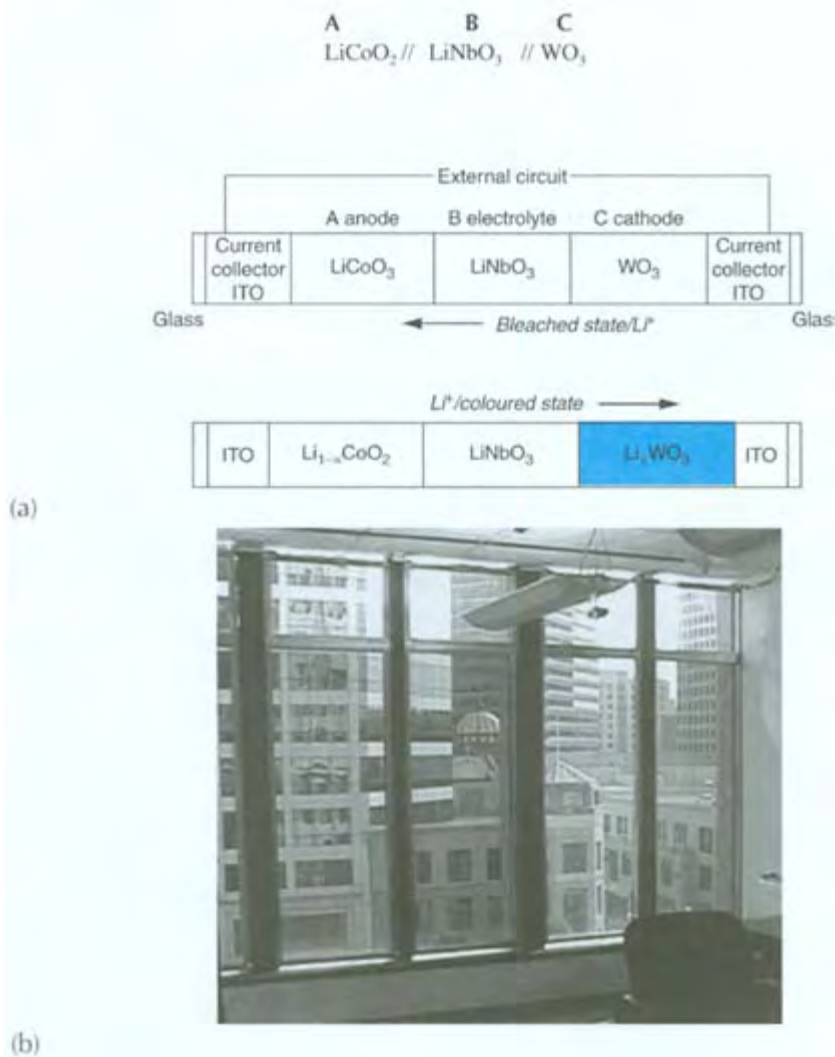 A B C
LiCoO₂ // LiNbO₃ // WO₃
External circuit
A anode B electrolyte C cathode
Current collector ITO LiCoO₃ LiNbO₃ WO₃ Current collector ITO
Glass Bleached state/Li⁺ Glass
Li⁺/coloured state
ITO Li₁₋ₓCoO₂ LiNbO₃ LiₓWO₃ ITO
(a)
(b)